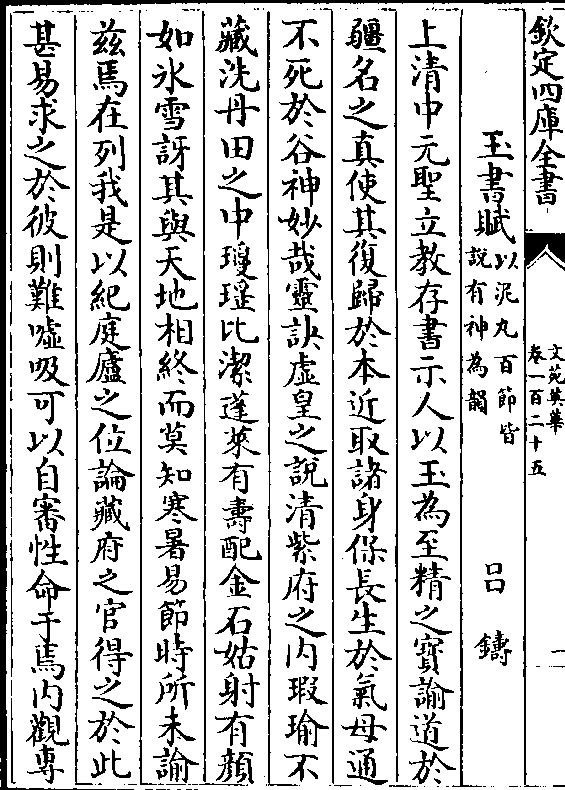 欽定四庫全書
文苑英華
卷一百二十五
一
玉書賦
以泥丸百節皆
說有神為韻
呂鑄
上清中元聖立教存書示人以玉為至精之寶諭道於
疆名之真使其復歸於本近取諸身保長生於氣母通
不死於谷神妙哉靈訣虛皇之說清紫府之内瑕瑜不
藏洗丹田之中瓊瑶比潔蓬萊有壽配金石姑射有顔
如氷雪訝其與天地相終而莫知寒暑易節時所未諭
兹焉在列我是以紀庭廬之位論藏府之官得之於此
甚易求之於彼則難噓吸可以自審性命于焉内觀專